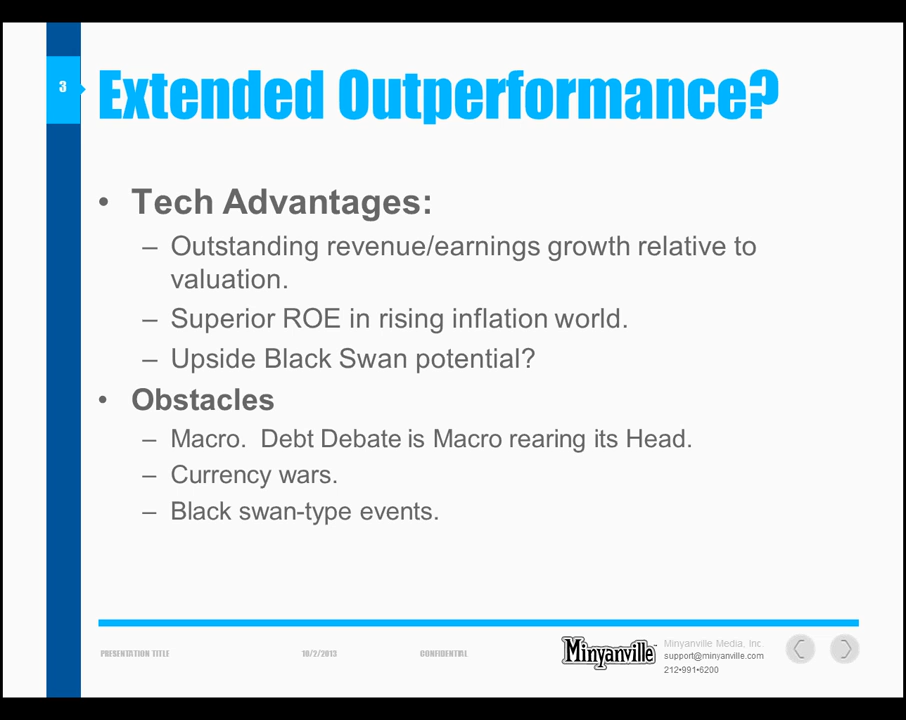 3
Extended Outperformance?
• Tech Advantages:
– Outstanding revenue/earnings growth relative to
valuation.
– Superior ROE in rising inflation world.
– Upside Black Swan potential?
• Obstacles
– Macro.  Debt Debate is Macro rearing its Head.
– Currency wars.
– Black swan-type events.
PRESENTATION TITLE
10/2/2013
CONFIDENTIAL
Minyanville
Minyanville Media, Inc.
support@minyanville.com
212•991•6200